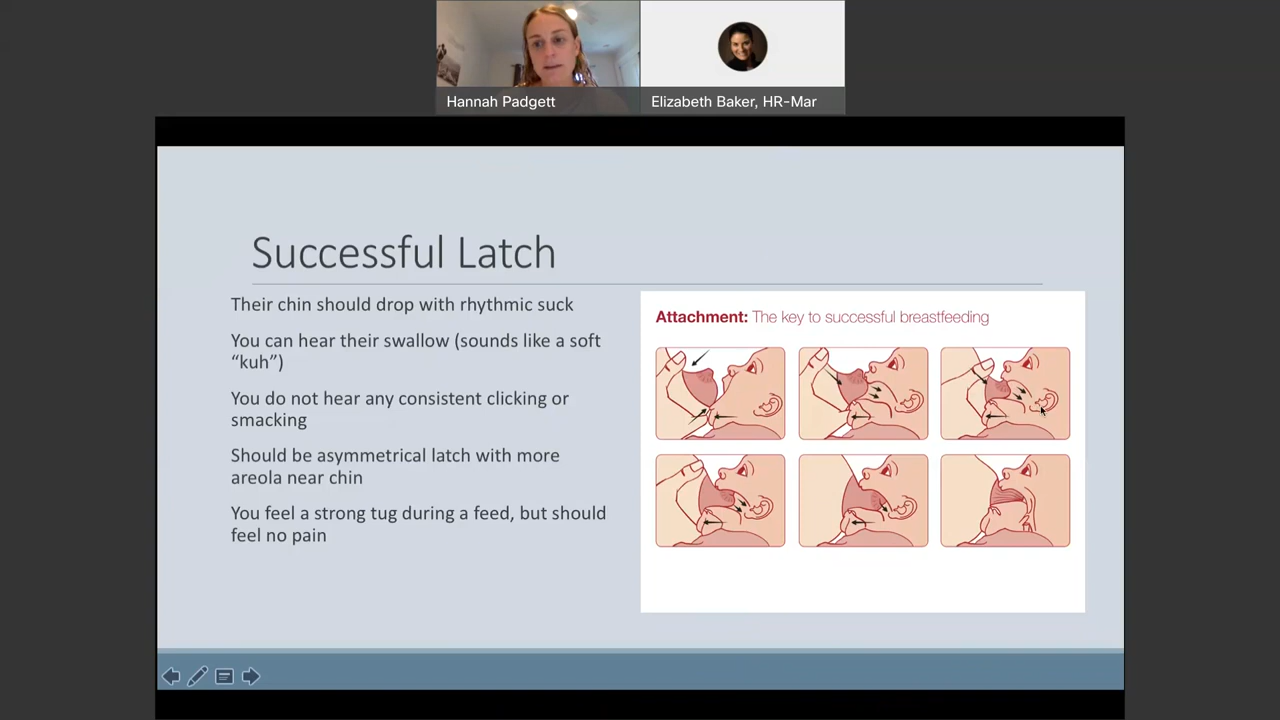 Hannah Padgett
Elizabeth Baker, HR-Mar
Successful Latch
Their chin should drop with rhythmic suck
You can hear their swallow (sounds like a soft
“kuh”)
You do not hear any consistent clicking or
smacking
Should be asymmetrical latch with more
areola near chin
You feel a strong tug during a feed, but should
feel no pain
Attachment: The key to successful breastfeeding